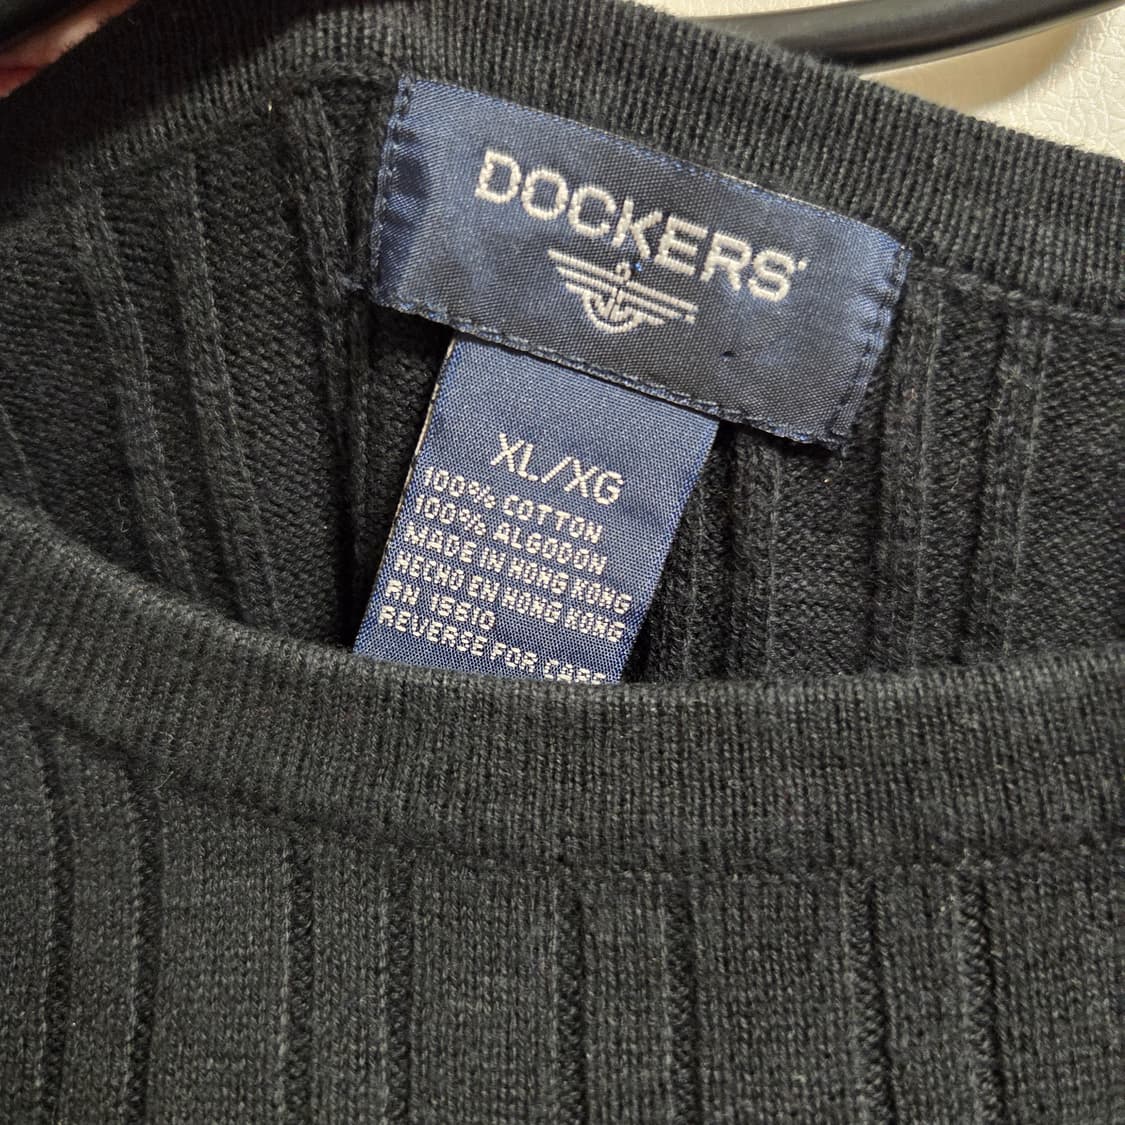 DOCKERS
XL/XG
100% COTTON
100% ALGODON
MADE IN HONG KONG
HECHO EN HONG KONG
RN 15510
REVERSE FOR CARE